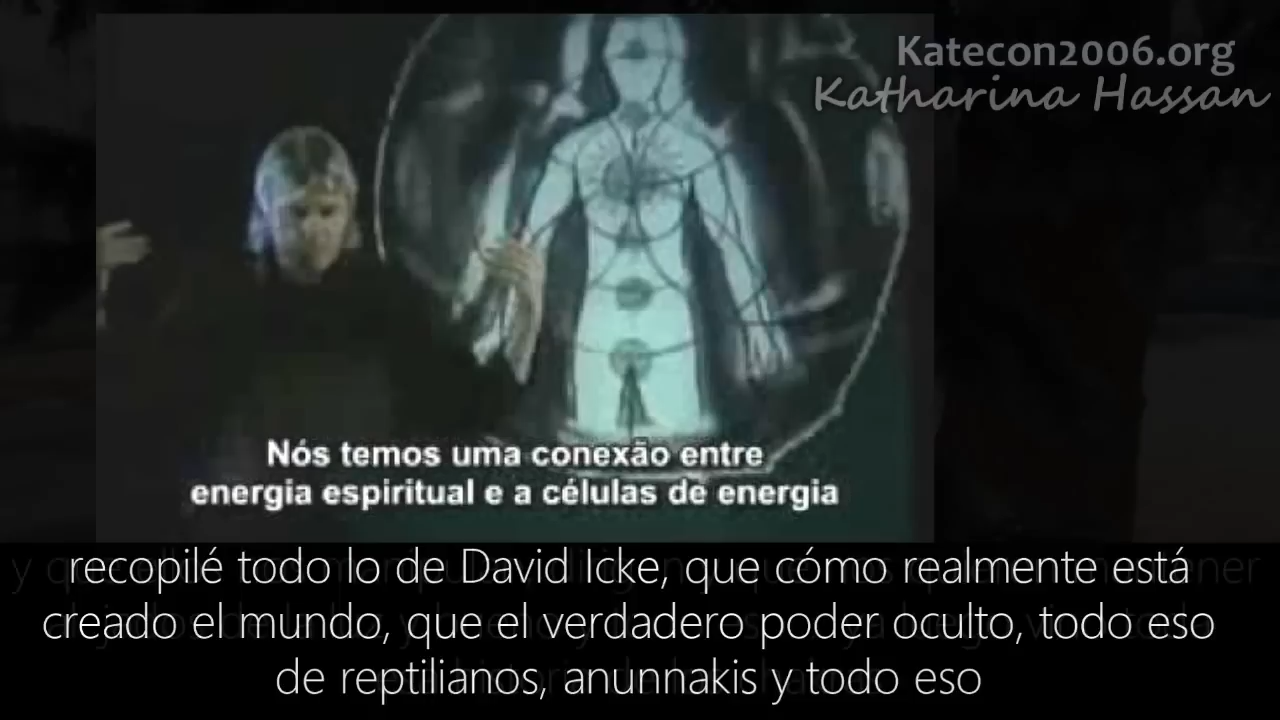 Katecon2006.org
Katharina Hassan
Nós temos uma conexão entre
energia espiritual e a células de energia
recopilé todo lo de David Icke, que cómo realmente está
creado el mundo, que el verdadero poder oculto, todo eso
de reptilianos, anunnakis y todo eso